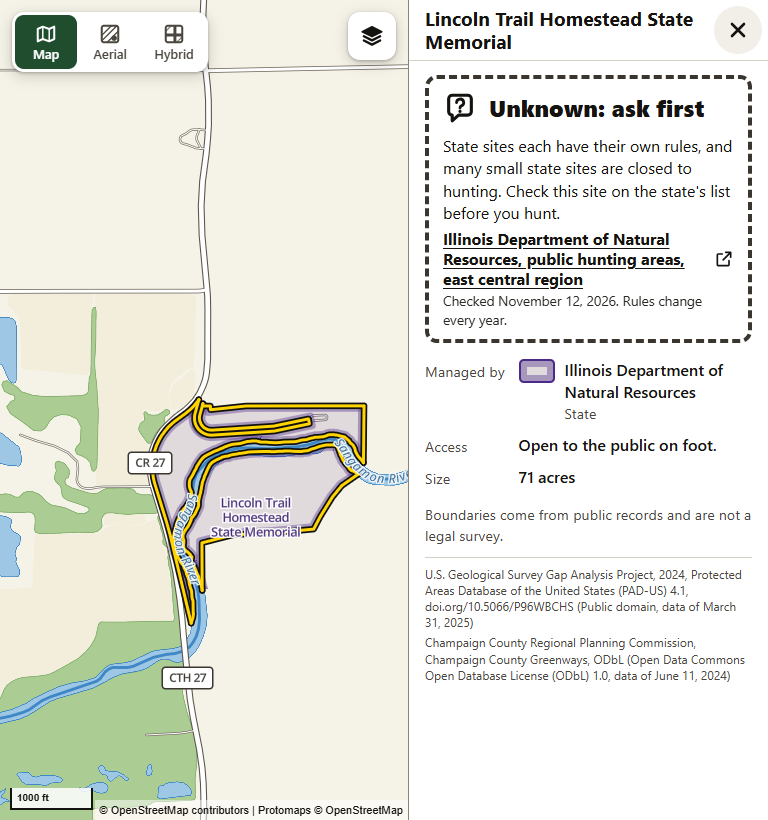 Map
Aerial
Hybrid
CR 27
Sangamon River
Lincoln Trail
Homestead
State Memorial
Sangamon River
CTH 27
1000 ft
© OpenStreetMap contributors | Protomaps © OpenStreetMap
Lincoln Trail Homestead State
Memorial
Unknown: ask first
State sites each have their own rules, and
many small state sites are closed to
hunting. Check this site on the state's list
before you hunt.
Illinois Department of Natural
Resources, public hunting areas,
east central region
Checked November 12, 2026. Rules change
every year.
Managed by
Illinois Department of
Natural Resources
State
Access
Open to the public on foot.
Size
71 acres
Boundaries come from public records and are not a
legal survey.
U.S. Geological Survey Gap Analysis Project, 2024, Protected
Areas Database of the United States (PAD-US) 4.1,
doi.org/10.5066/P96WBCHS (Public domain, data of March
31, 2025)
Champaign County Regional Planning Commission,
Champaign County Greenways, ODbL (Open Data Commons
Open Database License (ODbL) 1.0, data of June 11, 2024)